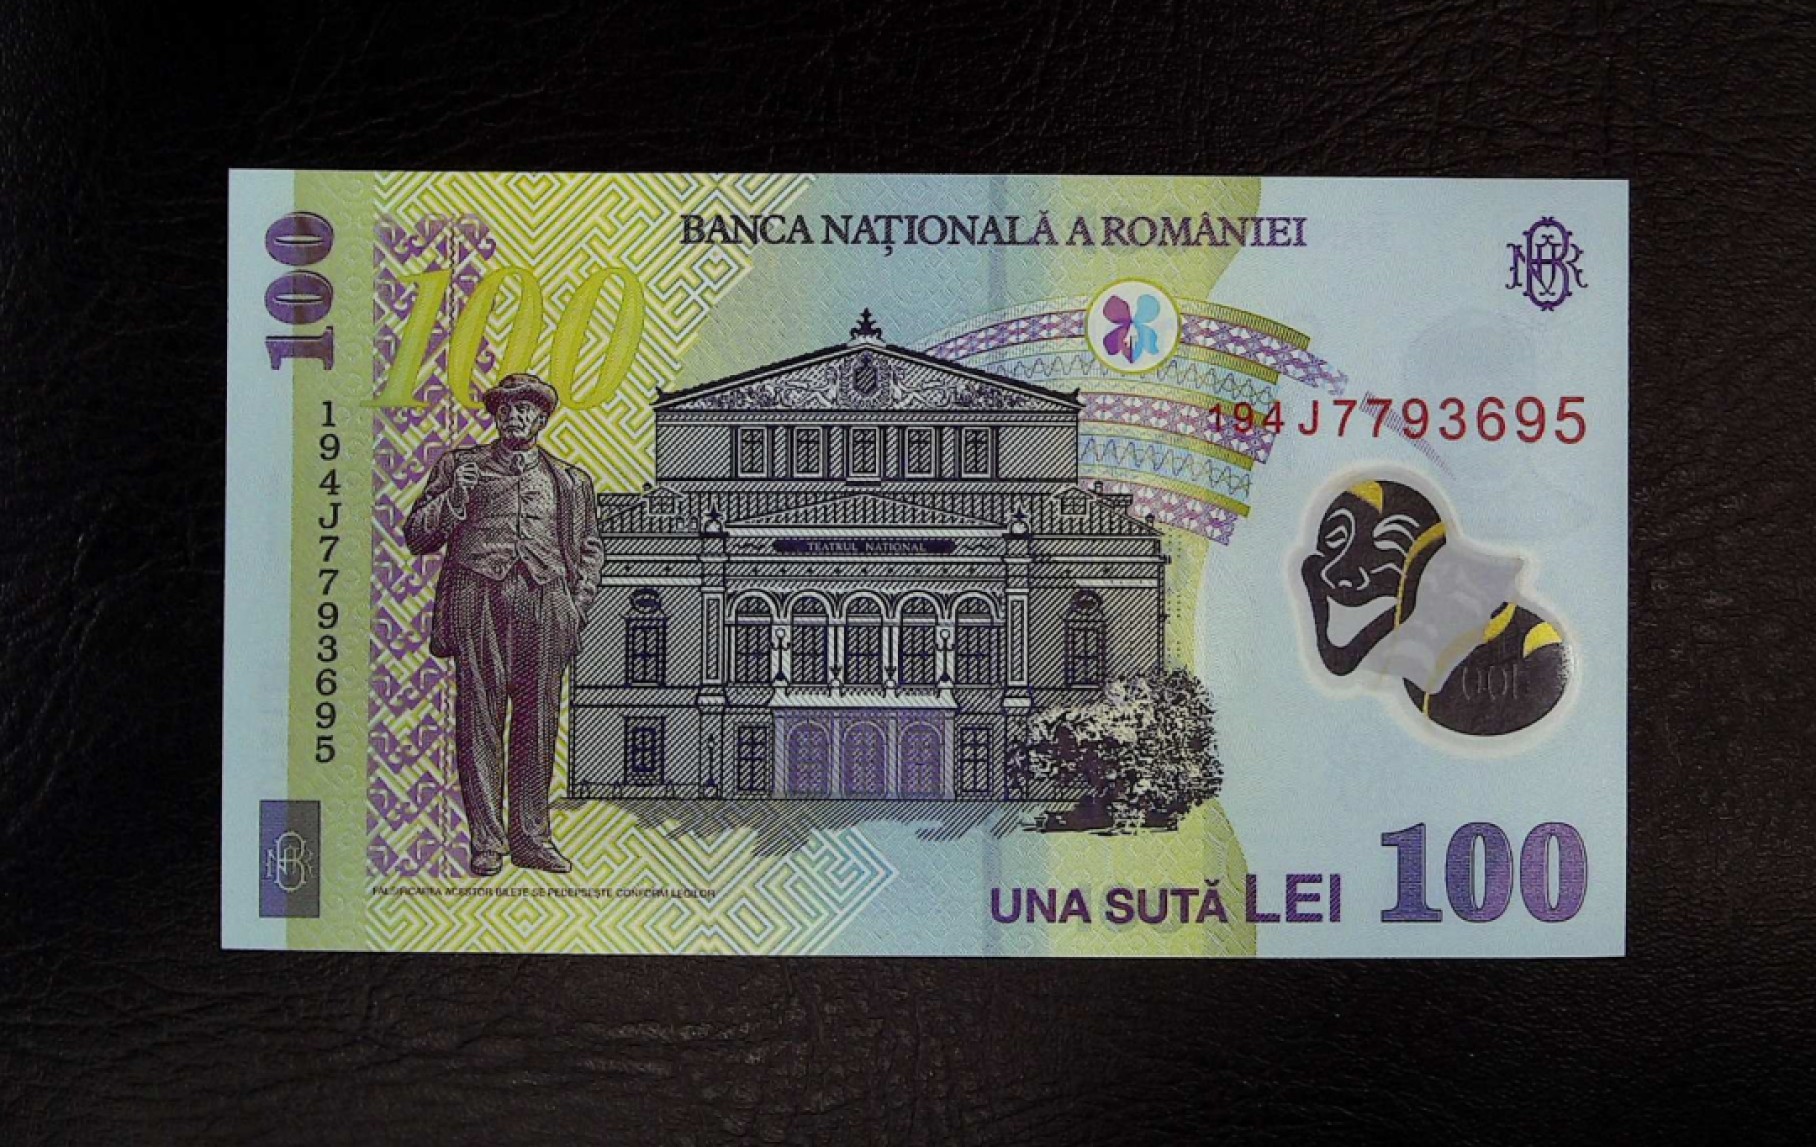 100
194J7793695
100
BANCA NAȚIONALĂ A ROMÂNIEI
194J7793695
TEATRUL NAȚIONAL
100
FALSIFICAREA ACESTOR BILETE SE PEDEPSEȘTE CONFORM LEGILOR
UNA SUTĂ LEI 100